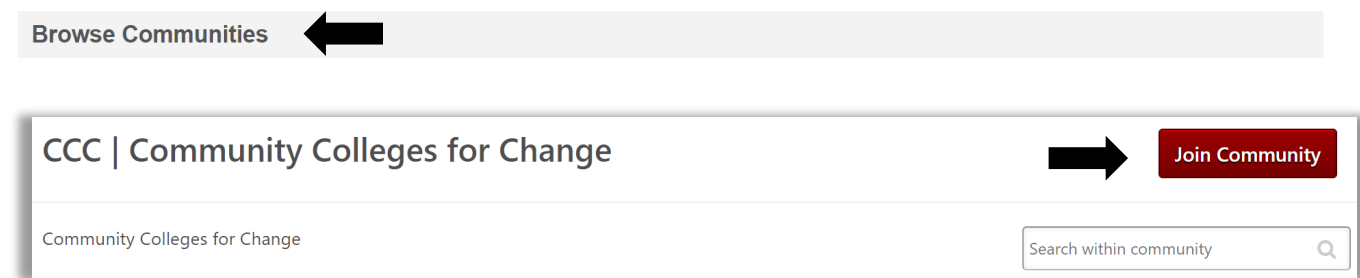 Browse Communities
CCC | Community Colleges for Change
Join Community
Community Colleges for Change
Search within community